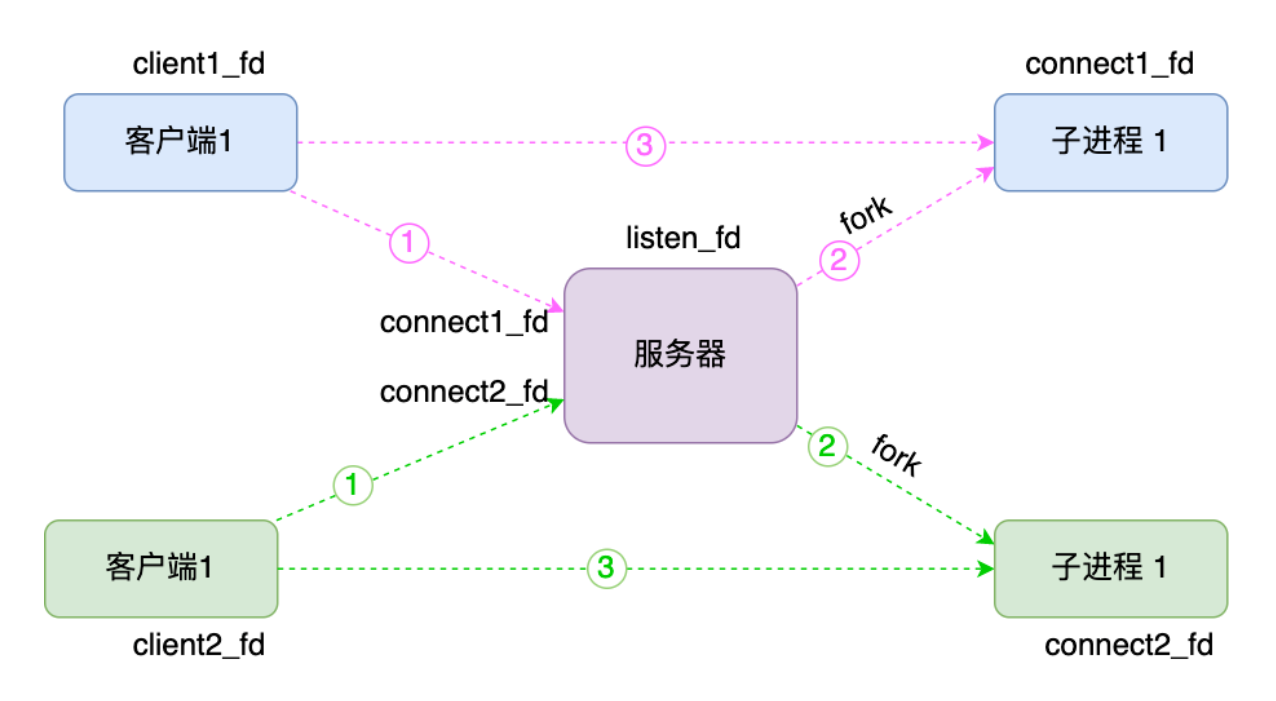 client1_fd
connect1_fd
客户端1
3
子进程 1
fork
1
listen_fd
2
connect1_fd
服务器
connect2_fd
2
fork
1
客户端1
3
子进程 1
client2_fd
connect2_fd